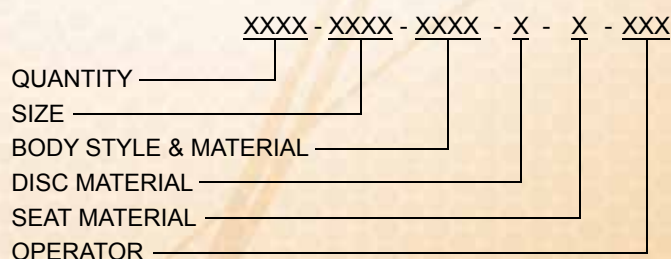 XXXX - XXXX - XXXX - X - X - XXX
QUANTITY
SIZE
BODY STYLE & MATERIAL
DISC MATERIAL
SEAT MATERIAL
OPERATOR